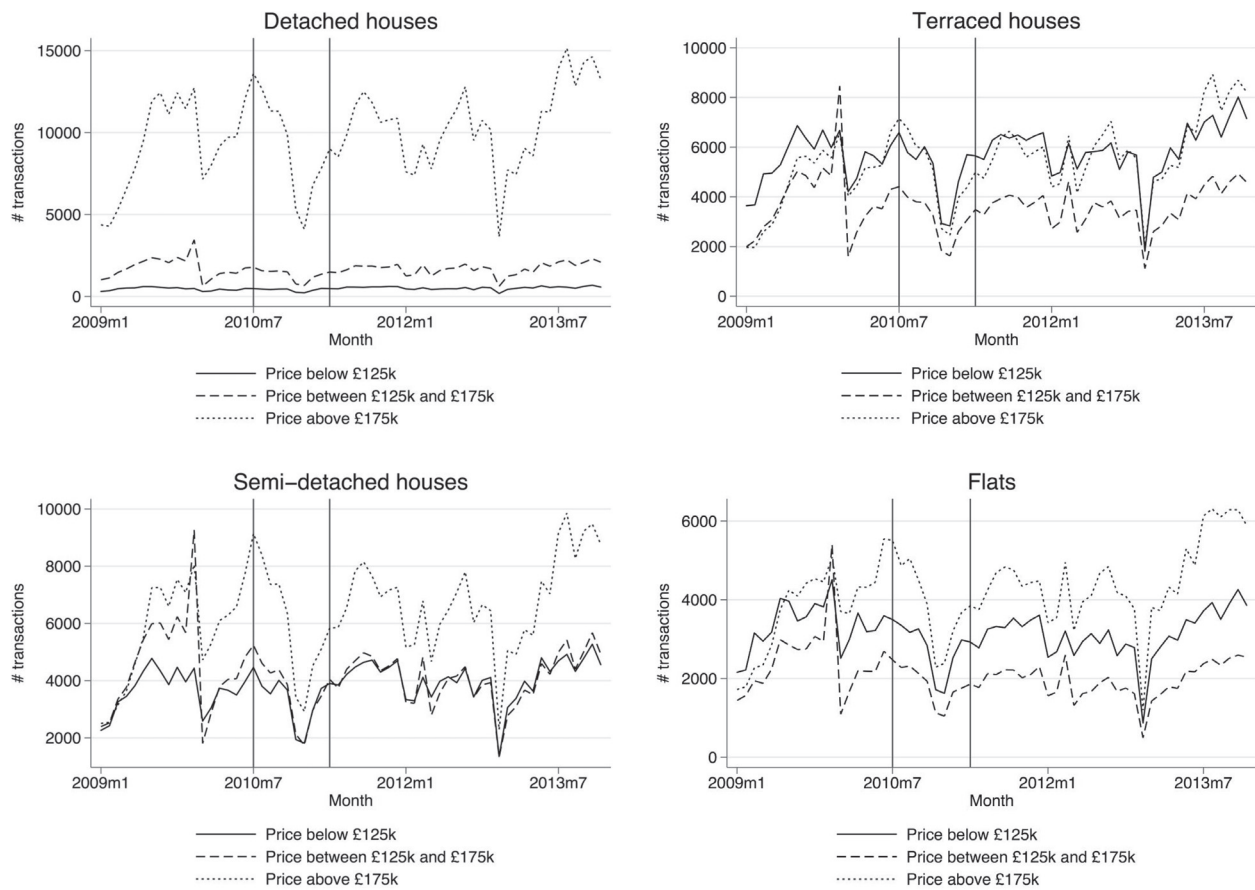 Detached houses
# transactions
15000
10000
5000
0
2009m1 2010m7 2012m1 2013m7
Month
Price below £125k
Price between £125k and £175k
Price above £175k
Terraced houses
# transactions
10000
8000
6000
4000
2000
0
2009m1 2010m7 2012m1 2013m7
Month
Price below £125k
Price between £125k and £175k
Price above £175k
Semi−detached houses
# transactions
10000
8000
6000
4000
2000
2009m1 2010m7 2012m1 2013m7
Month
Price below £125k
Price between £125k and £175k
Price above £175k
Flats
# transactions
6000
4000
2000
0
2009m1 2010m7 2012m1 2013m7
Month
Price below £125k
Price between £125k and £175k
Price above £175k